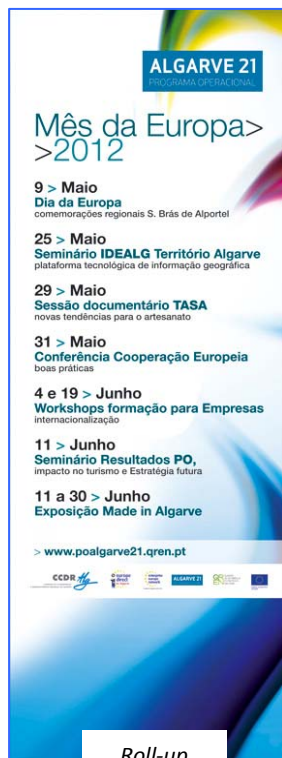 ALGARVE 21
PROGRAMA OPERACIONAL
Mês da Europa>
>2012
9 > Maio
Dia da Europa
comemorações regionais S. Brás de Alportel
25 > Maio
Seminário IDEALG Território Algarve
plataforma tecnológica de informação geográfica
29 > Maio
Sessão documentário TASA
novas tendências para o artesanato
31 > Maio
Conferência Cooperação Europeia
boas práticas
4 e 19 > Junho
Workshops formação para Empresas
internacionalização
11 > Junho
Seminário Resultados PO,
impacto no turismo e Estratégia futura
11 a 30 > Junho
Exposição Made in Algarve
> www.poalgarve21.qren.pt
CCDR Alg europe direct ALGARVE 21
Roll-up